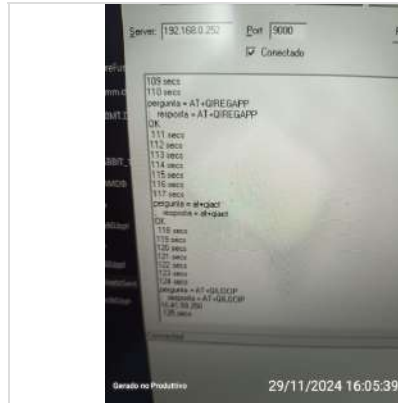 Server: 192.168.0.252 Port 9000
Conectado
109 secs
110 secs
pergunta = AT+QIREGAPP
resposta = AT+QIREGAPP
OK
111 secs
112 secs
113 secs
114 secs
115 secs
116 secs
117 secs
pergunta = at+qiact
resposta = at+qiact
OK
118 secs
119 secs
120 secs
121 secs
122 secs
123 secs
124 secs
pergunta = AT+QILOCIP
resposta = AT+QILOCIP
125 secs
Connected
Gerado no Produttivo
29/11/2024 16:05:39